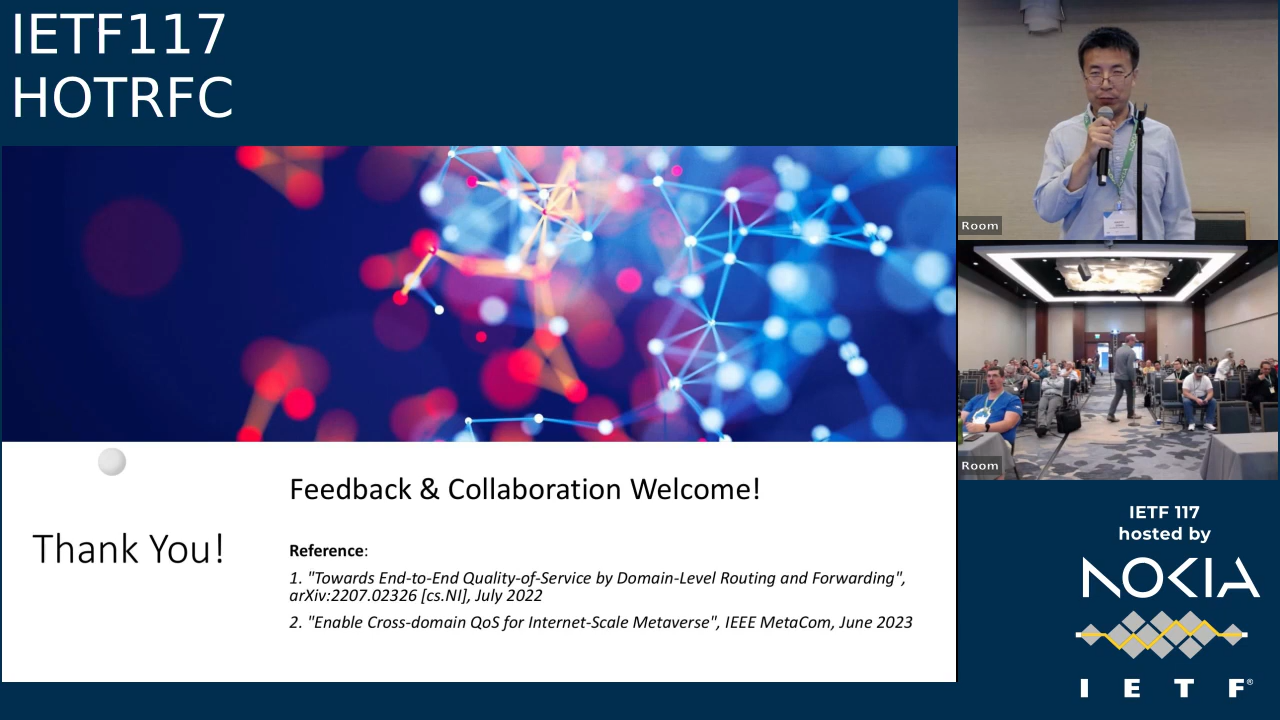 IETF117
HOTRFC
Room
Room
Thank You!
Feedback & Collaboration Welcome!
Reference:
1. "Towards End-to-End Quality-of-Service by Domain-Level Routing and Forwarding",
arXiv:2207.02326 [cs.NI], July 2022
2. "Enable Cross-domain QoS for Internet-Scale Metaverse", IEEE MetaCom, June 2023
IETF 117
hosted by
NOKIA
I E T F®